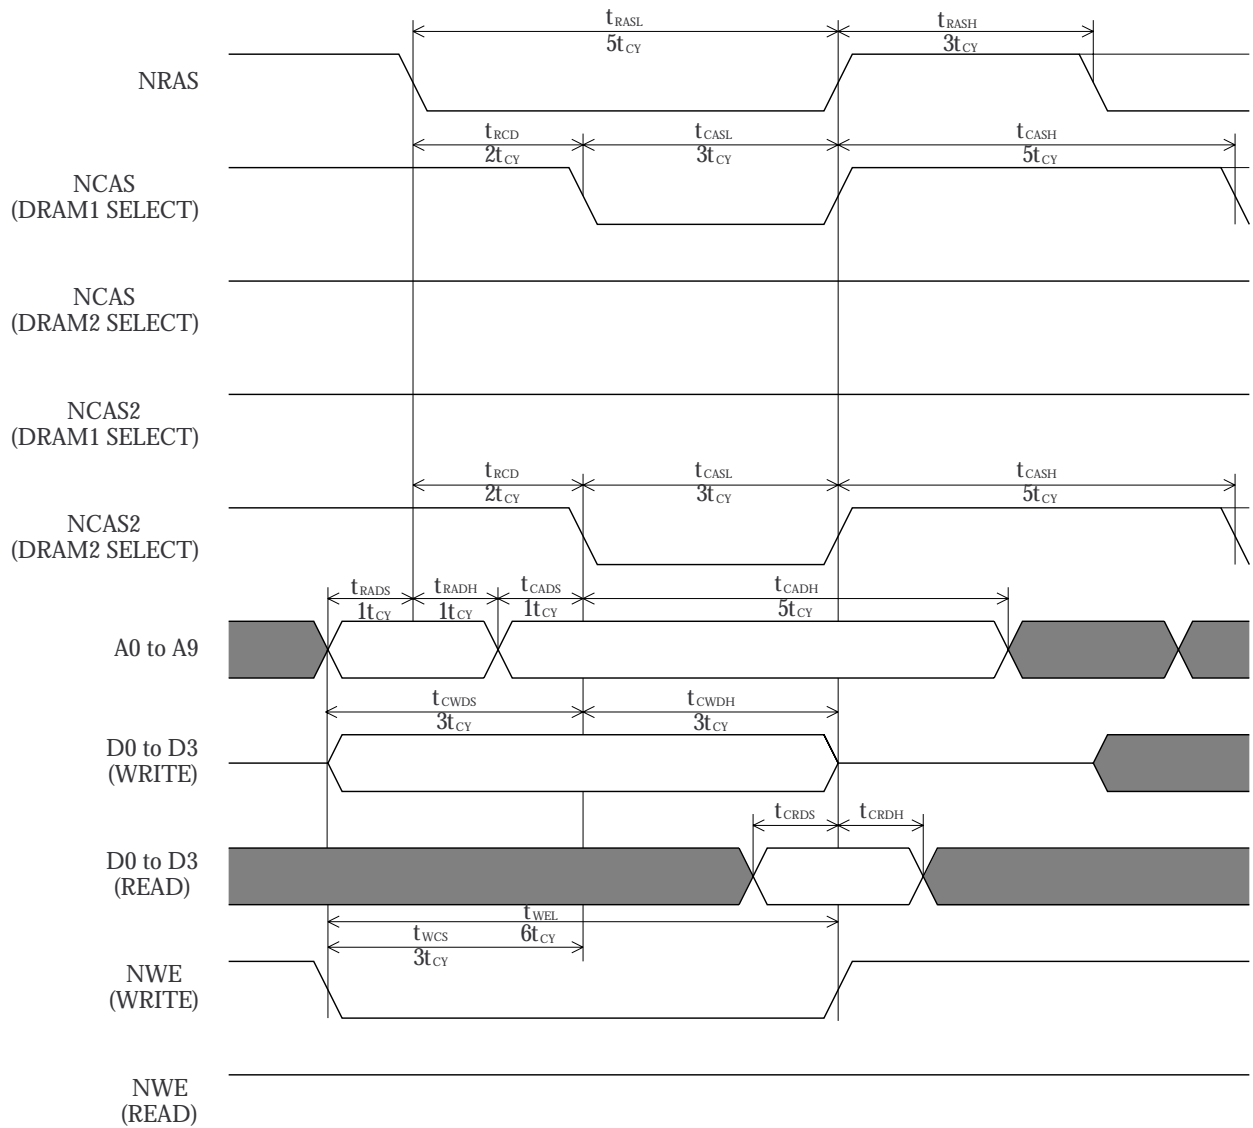 tRASL tRASH
5tCY 3tCY
NRAS
tRCD tCASL tCASH
2tCY 3tCY 5tCY
NCAS
(DRAM1 SELECT)
NCAS
(DRAM2 SELECT)
NCAS2
(DRAM1 SELECT)
tRCD tCASL tCASH
2tCY 3tCY 5tCY
NCAS2
(DRAM2 SELECT)
tRADS tRADH tCADS tCADH
1tCY 1tCY 1tCY 5tCY
A0 to A9
tCWDS tCWDH
3tCY 3tCY
D0 to D3
(WRITE)
tCRDS tCRDH
D0 to D3
(READ)
tWEL
tWCS 6tCY
3tCY
NWE
(WRITE)
NWE
(READ)